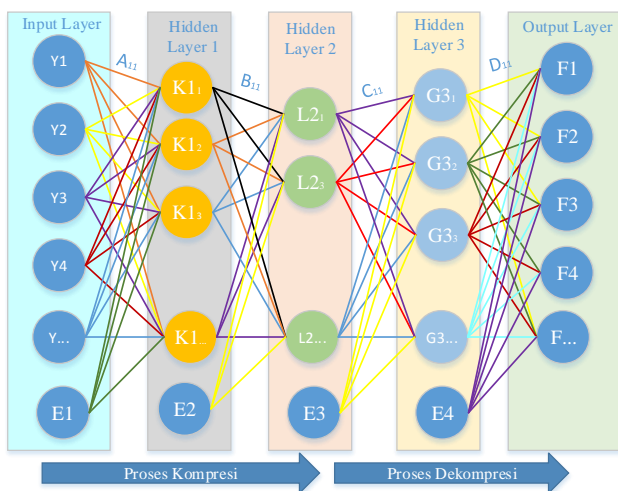 Input Layer
Hidden
Layer 1
Hidden
Layer 2
Hidden
Layer 3
Output Layer
A₁₁
B₁₁
C₁₁
D₁₁
Y1
Y2
Y3
Y4
Y...
E1
K1₁
K1₂
K1₃
K1...
E2
L2₁
L2₃
L2...
E3
G3₁
G3₂
G3₃
G3...
E4
F1
F2
F3
F4
F...
Proses Kompresi
Proses Dekompresi